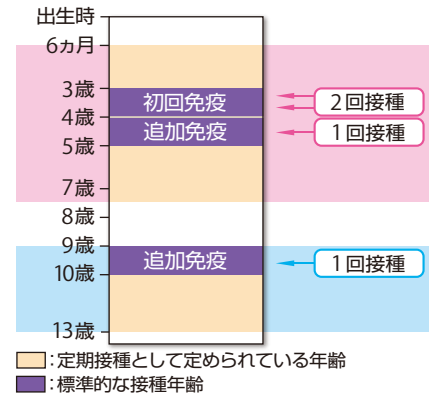 出生時
6ヵ月
3歳
初回免疫
2回接種
4歳
追加免疫
1回接種
5歳
7歳
8歳
9歳
追加免疫
1回接種
10歳
13歳
:定期接種として定められている年齢
:標準的な接種年齢